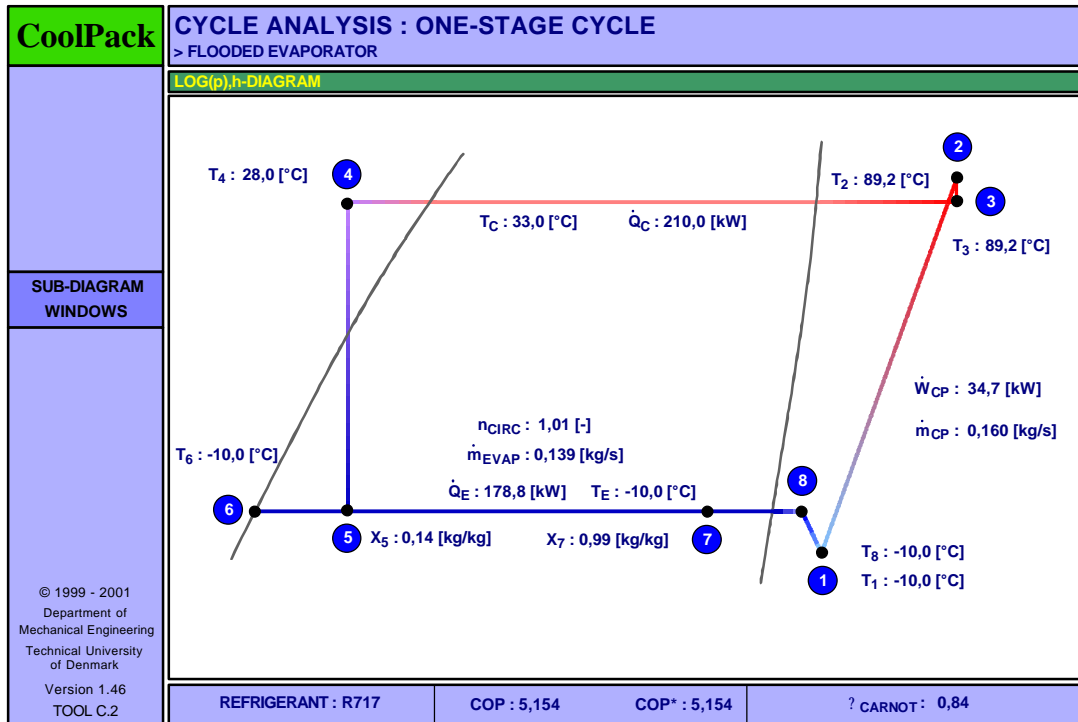 CoolPack
CYCLE ANALYSIS : ONE-STAGE CYCLE
> FLOODED EVAPORATOR
LOG(p),h-DIAGRAM
SUB-DIAGRAM
WINDOWS
© 1999 - 2001
Department of
Mechanical Engineering
Technical University
of Denmark
Version 1.46
TOOL C.2
2
T4 : 28,0 [°C]
4
T2 : 89,2 [°C]
3
TC : 33,0 [°C]
Q̇C : 210,0 [kW]
T3 : 89,2 [°C]
ẆCP : 34,7 [kW]
nCIRC : 1,01 [-]
ṁCP : 0,160 [kg/s]
T6 : -10,0 [°C]
ṁEVAP : 0,139 [kg/s]
8
Q̇E : 178,8 [kW]
TE : -10,0 [°C]
6
5
X5 : 0,14 [kg/kg]
X7 : 0,99 [kg/kg]
7
T8 : -10,0 [°C]
1
T1 : -10,0 [°C]
REFRIGERANT : R717
COP : 5,154
COP* : 5,154
? CARNOT : 0,84